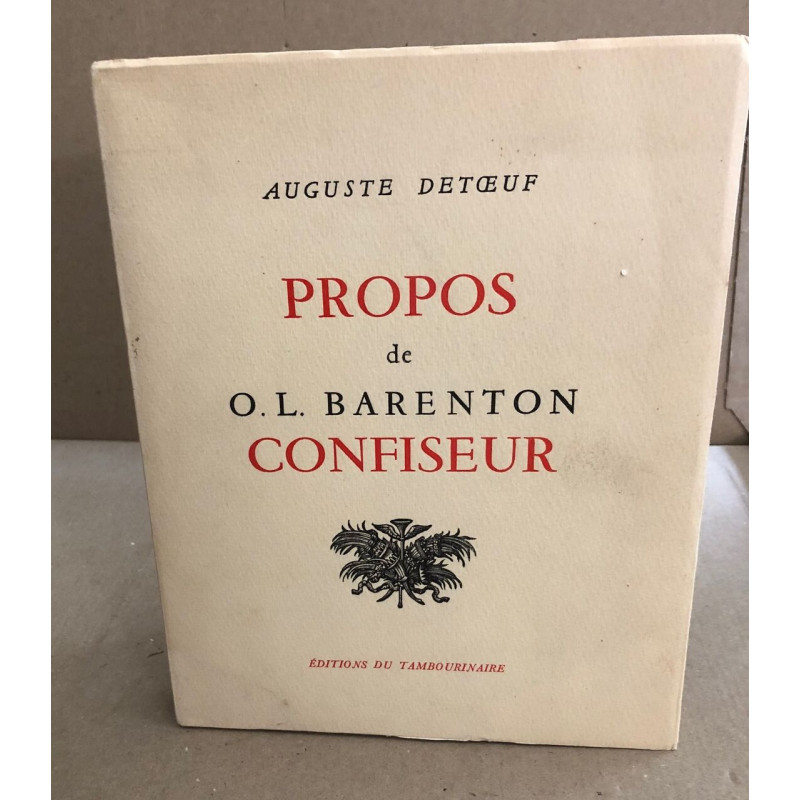 AUGUSTE DETŒUF
PROPOS
de
O. L. BARENTON
CONFISEUR
ÉDITIONS DU TAMBOURINAIRE